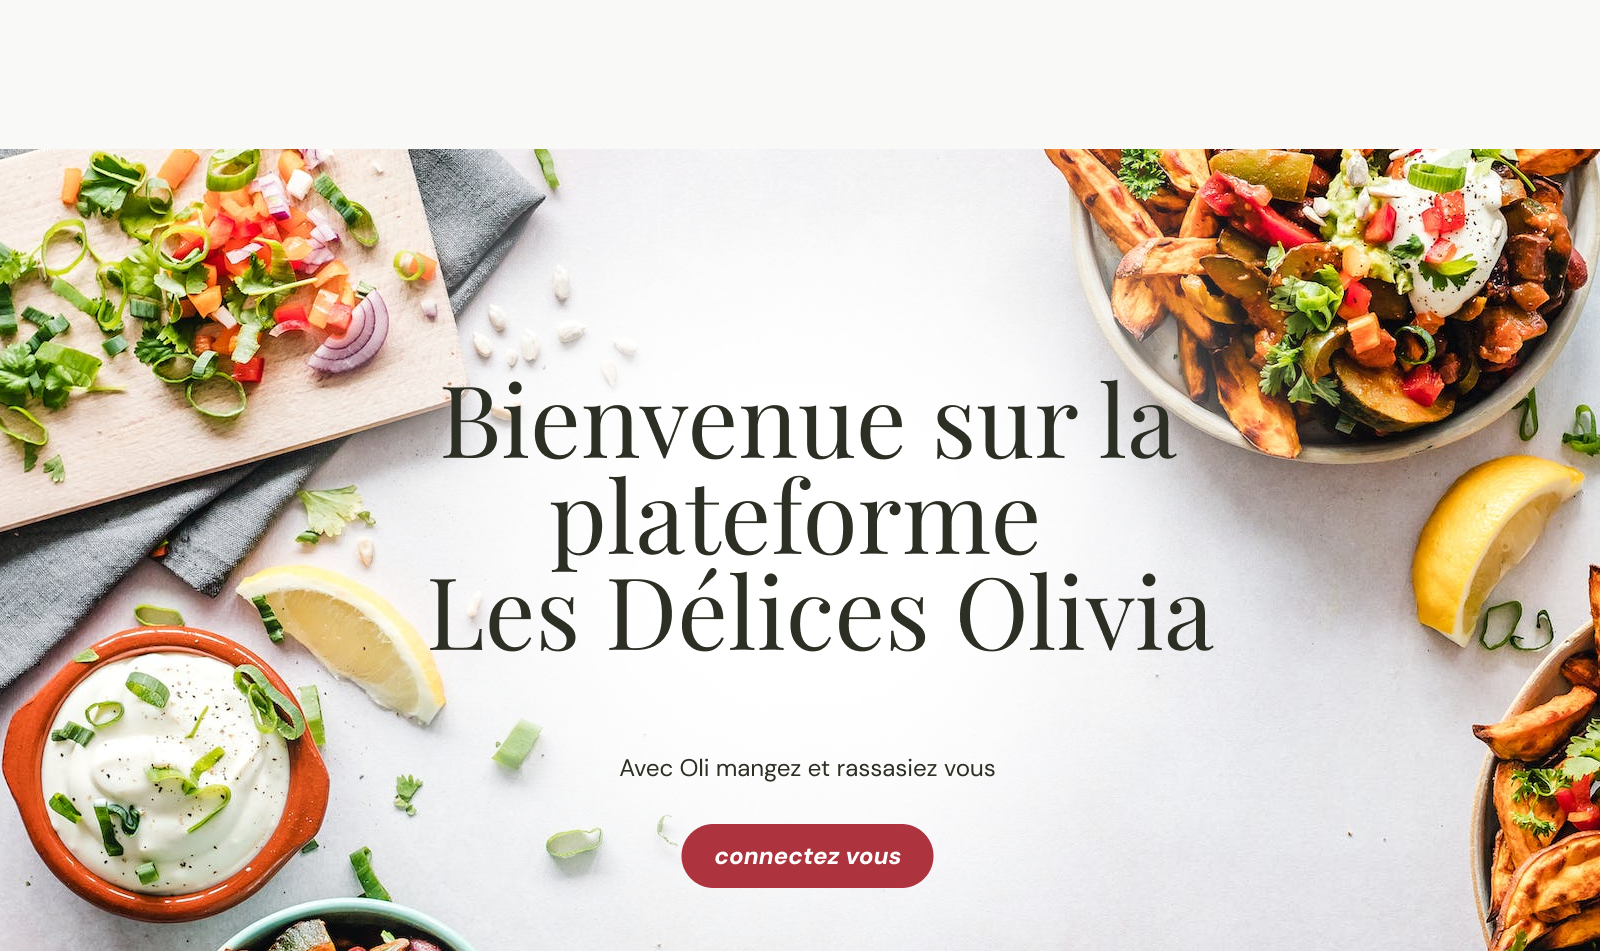 Bienvenue sur la
plateforme
Les Délices Olivia
Avec Oli mangez et rassasiez vous
connectez vous